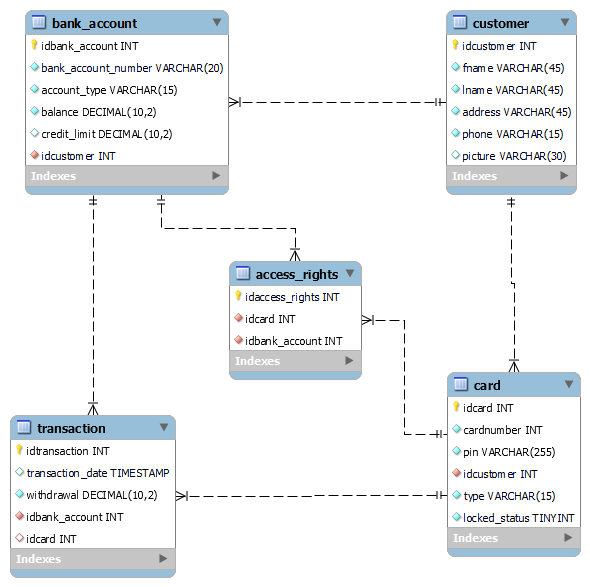 bank_account
idbank_account INT
bank_account_number VARCHAR(20)
account_type VARCHAR(15)
balance DECIMAL(10,2)
credit_limit DECIMAL(10,2)
idcustomer INT
Indexes
customer
idcustomer INT
fname VARCHAR(45)
lname VARCHAR(45)
address VARCHAR(45)
phone VARCHAR(15)
picture VARCHAR(30)
Indexes
access_rights
idaccess_rights INT
idcard INT
idbank_account INT
Indexes
transaction
idtransaction INT
transaction_date TIMESTAMP
withdrawal DECIMAL(10,2)
idbank_account INT
idcard INT
Indexes
card
idcard INT
cardnumber INT
pin VARCHAR(255)
idcustomer INT
type VARCHAR(15)
locked_status TINYINT
Indexes